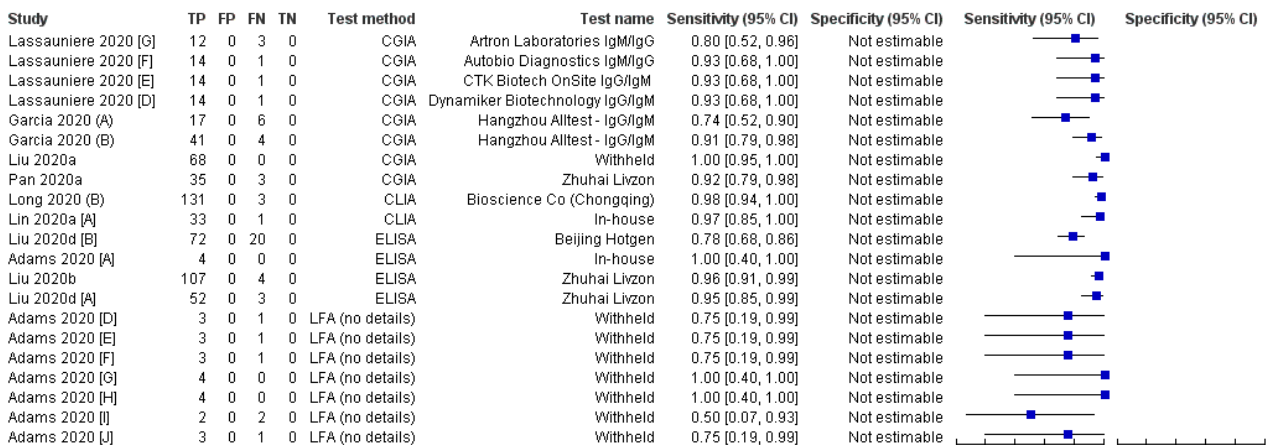 Study TP FP FN TN Test method Test name Sensitivity (95% CI) Specificity (95% CI) Sensitivity (95% CI) Specificity (95% CI)
Lassauniere 2020 [G] 12 0 3 0 CGIA Artron Laboratories IgM/IgG 0.80 [0.52, 0.96] Not estimable
Lassauniere 2020 [F] 14 0 1 0 CGIA Autobio Diagnostics IgM/IgG 0.93 [0.68, 1.00] Not estimable
Lassauniere 2020 [E] 14 0 1 0 CGIA CTK Biotech OnSite IgG/IgM 0.93 [0.68, 1.00] Not estimable
Lassauniere 2020 [D] 14 0 1 0 CGIA Dynamiker Biotechnology IgG/IgM 0.93 [0.68, 1.00] Not estimable
Garcia 2020 (A) 17 0 6 0 CGIA Hangzhou Alltest - IgG/IgM 0.74 [0.52, 0.90] Not estimable
Garcia 2020 (B) 41 0 4 0 CGIA Hangzhou Alltest - IgG/IgM 0.91 [0.79, 0.98] Not estimable
Liu 2020a 68 0 0 0 CGIA Withheld 1.00 [0.95, 1.00] Not estimable
Pan 2020a 35 0 3 0 CGIA Zhuhai Livzon 0.92 [0.79, 0.98] Not estimable
Long 2020 (B) 131 0 3 0 CLIA Bioscience Co (Chongqing) 0.98 [0.94, 1.00] Not estimable
Lin 2020a [A] 33 0 1 0 CLIA In-house 0.97 [0.85, 1.00] Not estimable
Liu 2020d [B] 72 0 20 0 ELISA Beijing Hotgen 0.78 [0.68, 0.86] Not estimable
Adams 2020 [A] 4 0 0 0 ELISA In-house 1.00 [0.40, 1.00] Not estimable
Liu 2020b 107 0 4 0 ELISA Zhuhai Livzon 0.96 [0.91, 0.99] Not estimable
Liu 2020d [A] 52 0 3 0 ELISA Zhuhai Livzon 0.95 [0.85, 0.99] Not estimable
Adams 2020 [D] 3 0 1 0 LFA (no details) Withheld 0.75 [0.19, 0.99] Not estimable
Adams 2020 [E] 3 0 1 0 LFA (no details) Withheld 0.75 [0.19, 0.99] Not estimable
Adams 2020 [F] 3 0 1 0 LFA (no details) Withheld 0.75 [0.19, 0.99] Not estimable
Adams 2020 [G] 4 0 0 0 LFA (no details) Withheld 1.00 [0.40, 1.00] Not estimable
Adams 2020 [H] 4 0 0 0 LFA (no details) Withheld 1.00 [0.40, 1.00] Not estimable
Adams 2020 [I] 2 0 2 0 LFA (no details) Withheld 0.50 [0.07, 0.93] Not estimable
Adams 2020 [J] 3 0 1 0 LFA (no details) Withheld 0.75 [0.19, 0.99] Not estimable